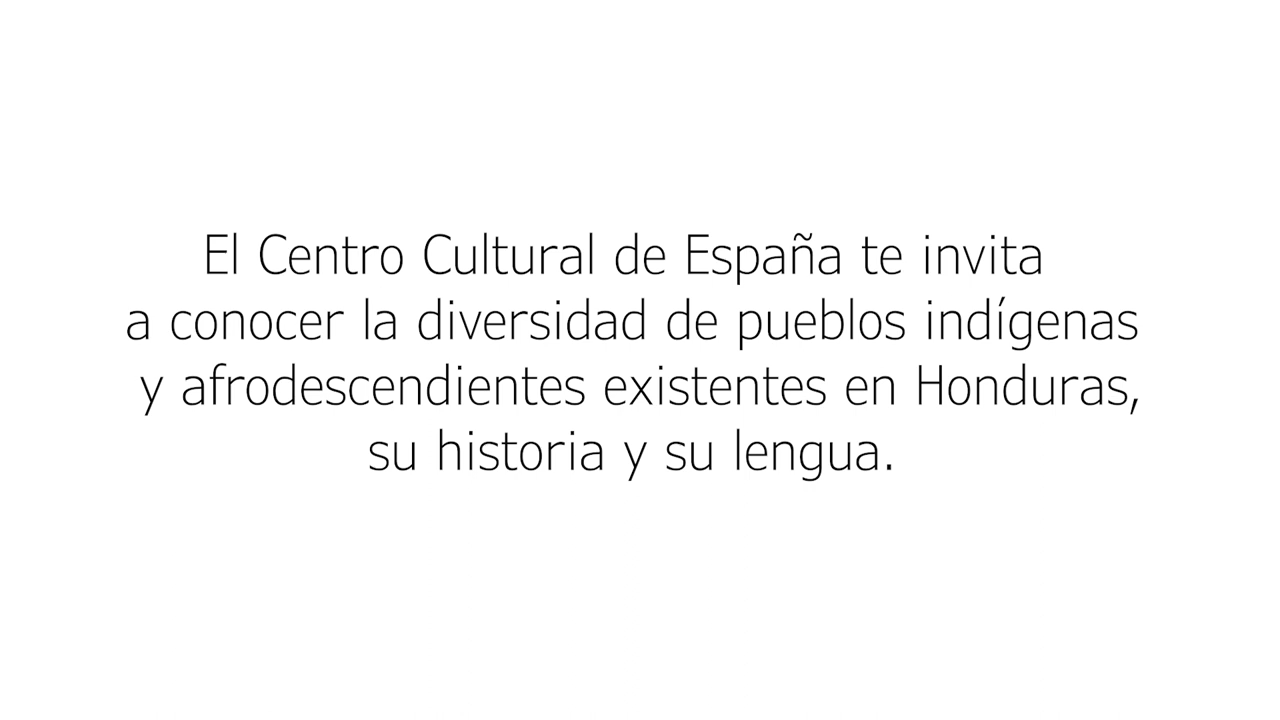 El Centro Cultural de España te invita
a conocer la diversidad de pueblos indígenas
y afrodescendientes existentes en Honduras,
su historia y su lengua.